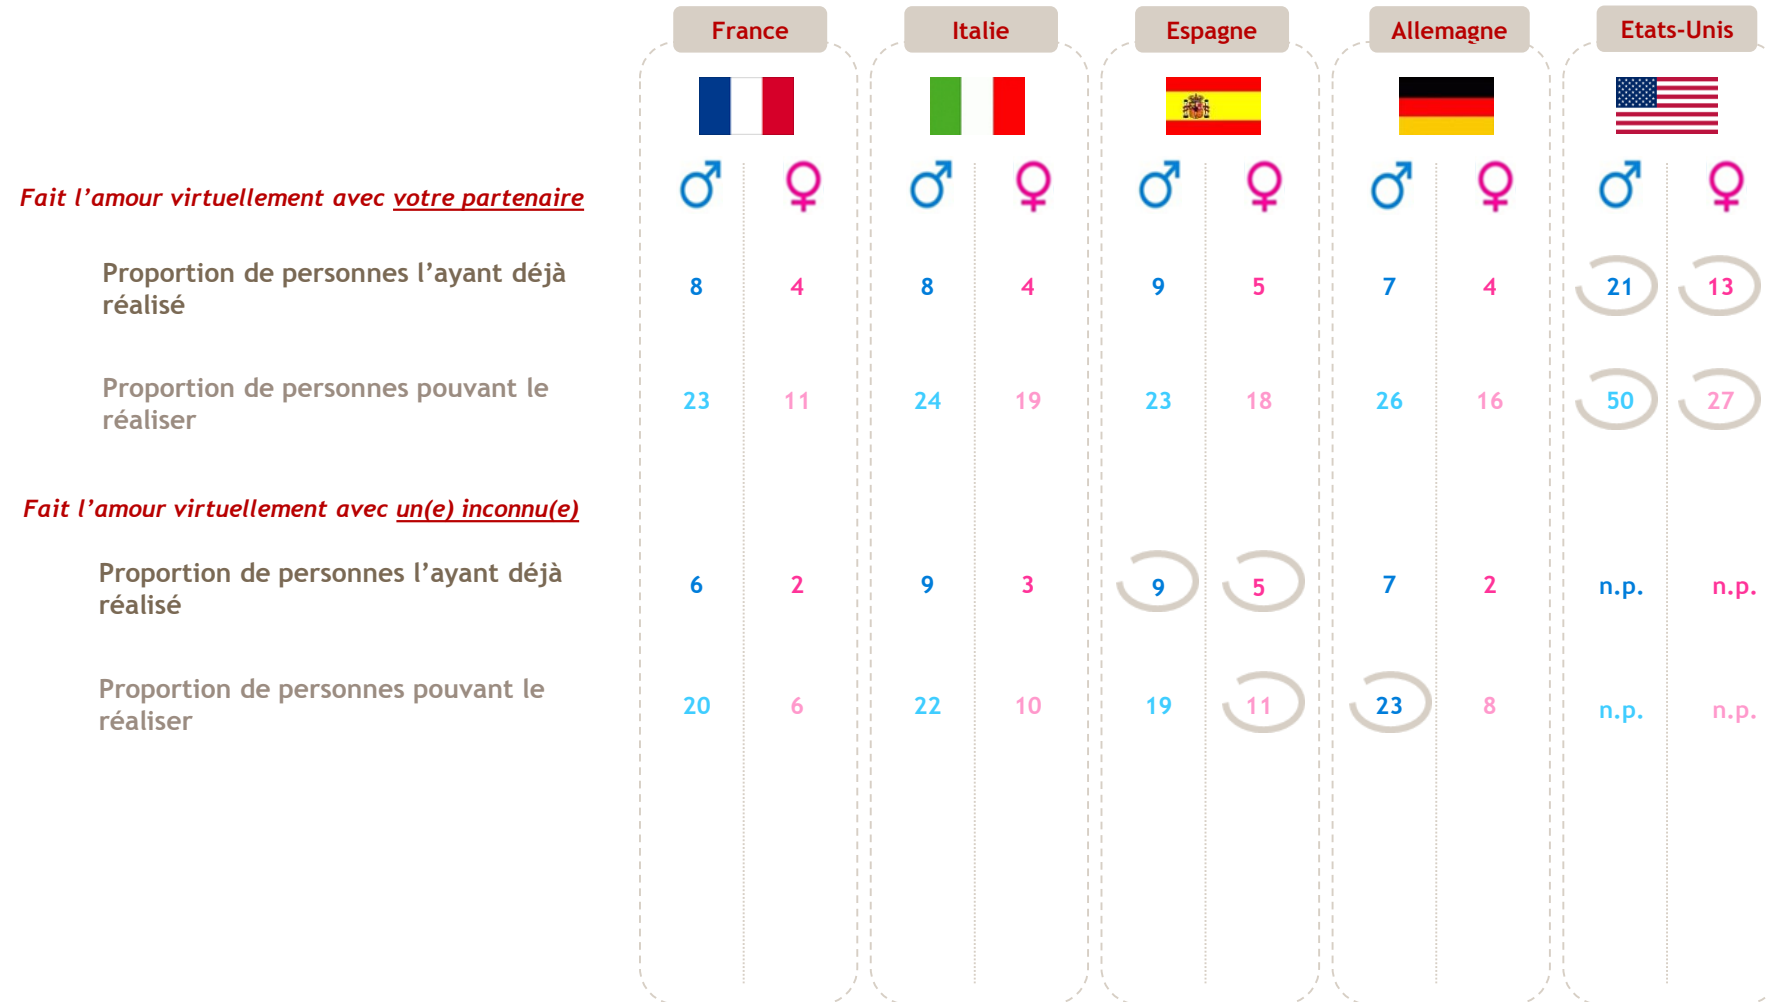 France Italie Espagne Allemagne Etats-Unis
Fait l’amour virtuellement avec votre partenaire
Proportion de personnes l’ayant déjà
réalisé
8 4 8 4 9 5 7 4 21 13
Proportion de personnes pouvant le
réaliser
23 11 24 19 23 18 26 16 50 27
Fait l’amour virtuellement avec un(e) inconnu(e)
Proportion de personnes l’ayant déjà
réalisé
6 2 9 3 9 5 7 2 n.p. n.p.
Proportion de personnes pouvant le
réaliser
20 6 22 10 19 11 23 8 n.p. n.p.